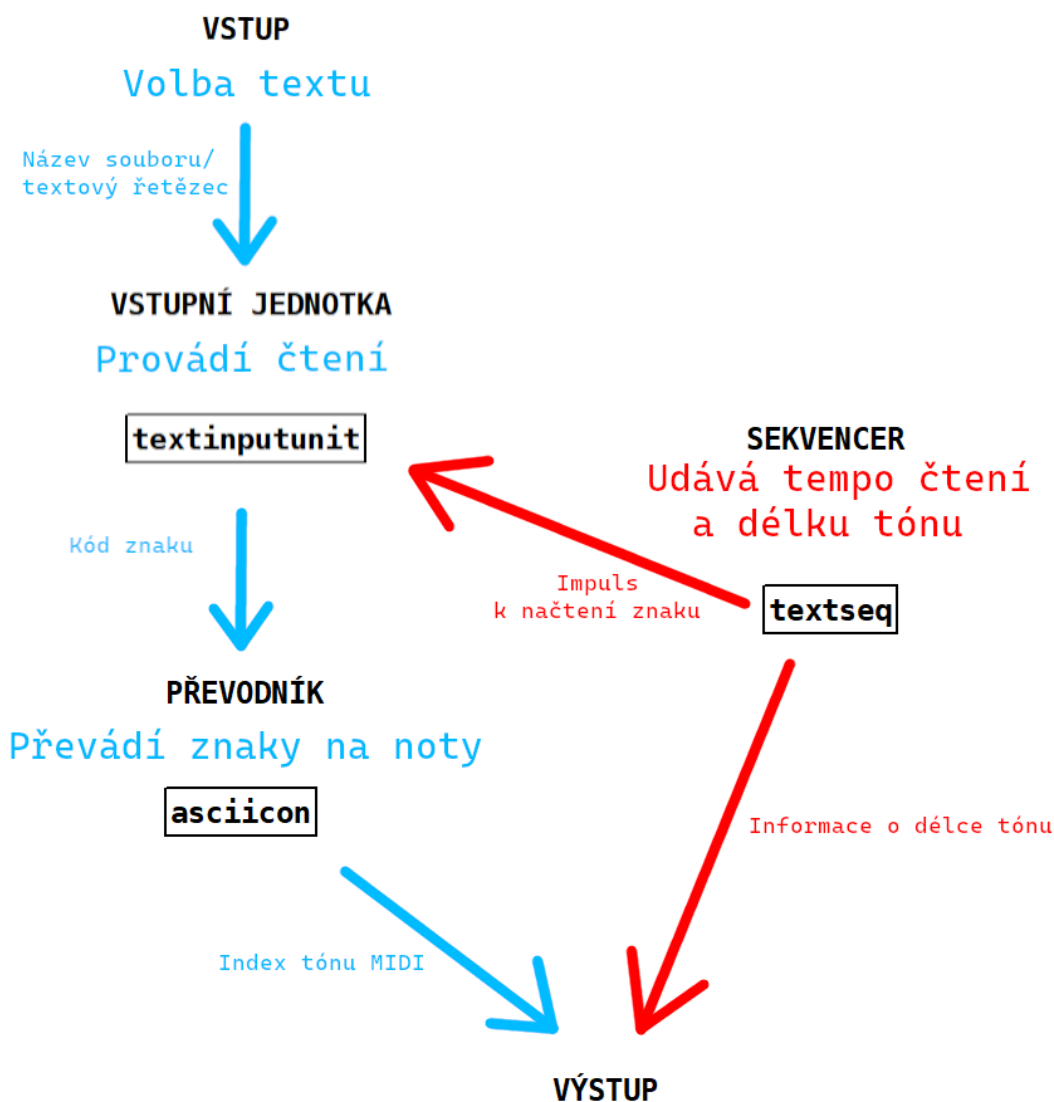 VSTUP
Volba textu
Název souboru/
textový řetězec
VSTUPNÍ JEDNOTKA
Provádí čtení
textinputunit
Kód znaku
SEKVENCER
Udává tempo čtení
a délku tónu
textseq
Impuls
k načtení znaku
PŘEVODNÍK
Převádí znaky na noty
asciicon
Informace o délce tónu
Index tónu MIDI
VÝSTUP